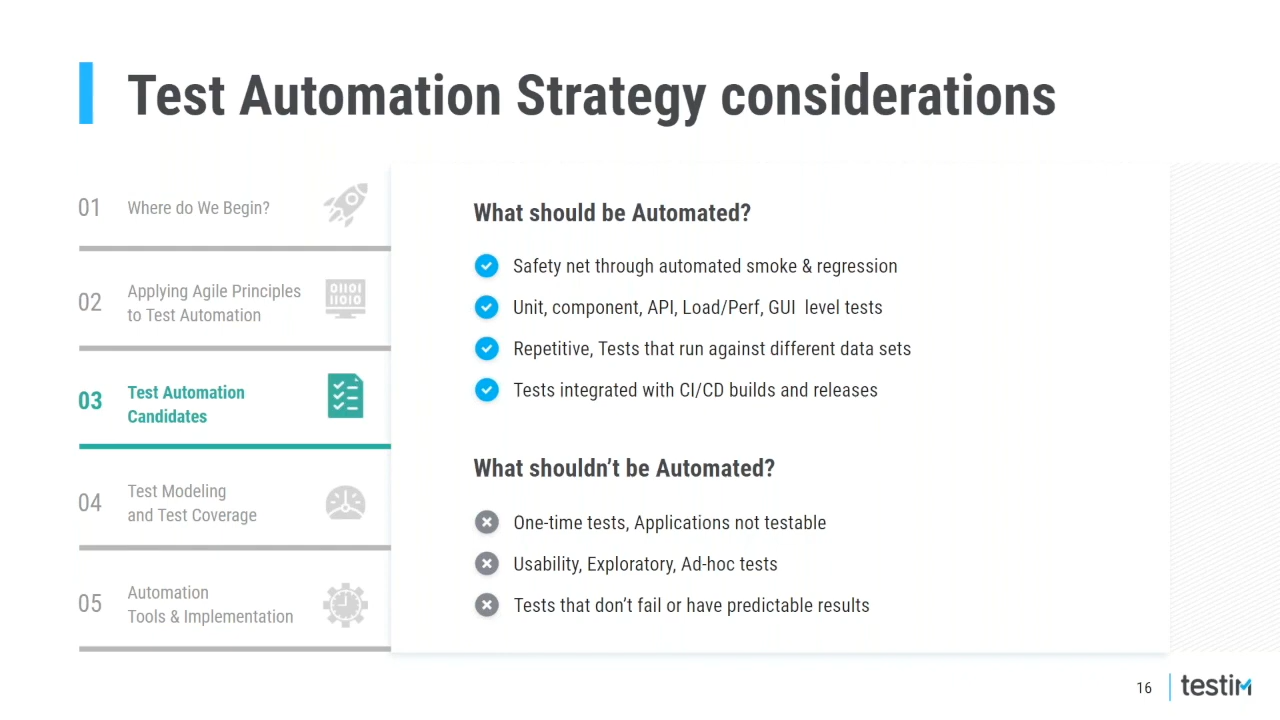 Test Automation Strategy considerations
01 Where do We Begin?
02 Applying Agile Principles
to Test Automation
03 Test Automation
Candidates
04 Test Modeling
and Test Coverage
05 Automation
Tools & Implementation
What should be Automated?
Safety net through automated smoke & regression
Unit, component, API, Load/Perf, GUI level tests
Repetitive, Tests that run against different data sets
Tests integrated with CI/CD builds and releases
What shouldn’t be Automated?
One-time tests, Applications not testable
Usability, Exploratory, Ad-hoc tests
Tests that don’t fail or have predictable results
16
testim